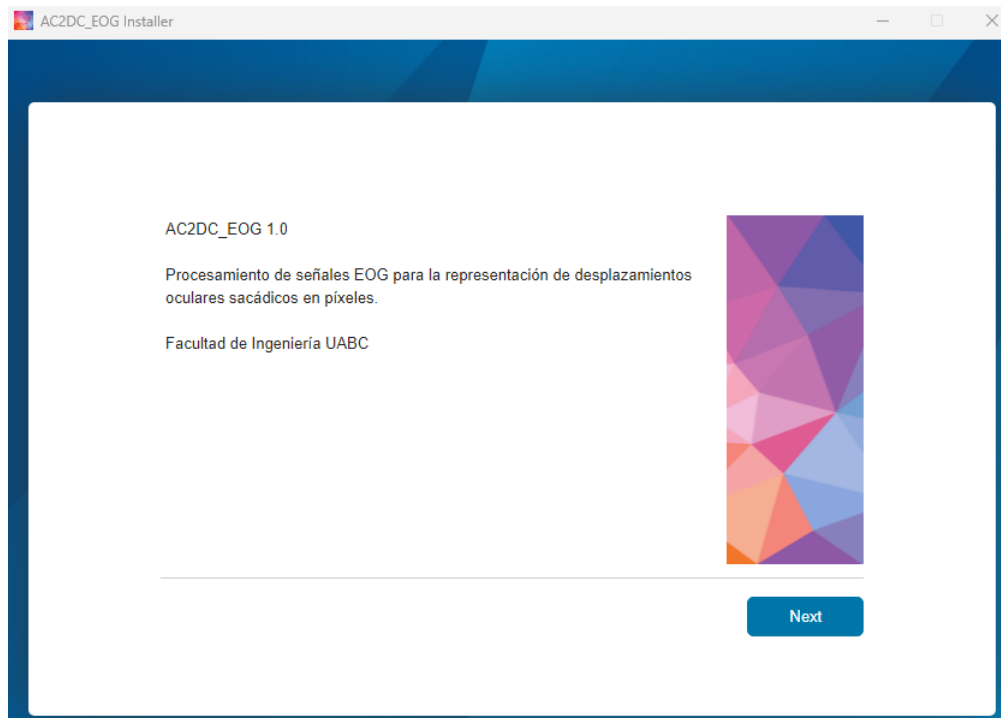 AC2DC_EOG Installer
AC2DC_EOG 1.0
Procesamiento de señales EOG para la representación de desplazamientos
oculares sacádicos en píxeles.
Facultad de Ingeniería UABC
Next